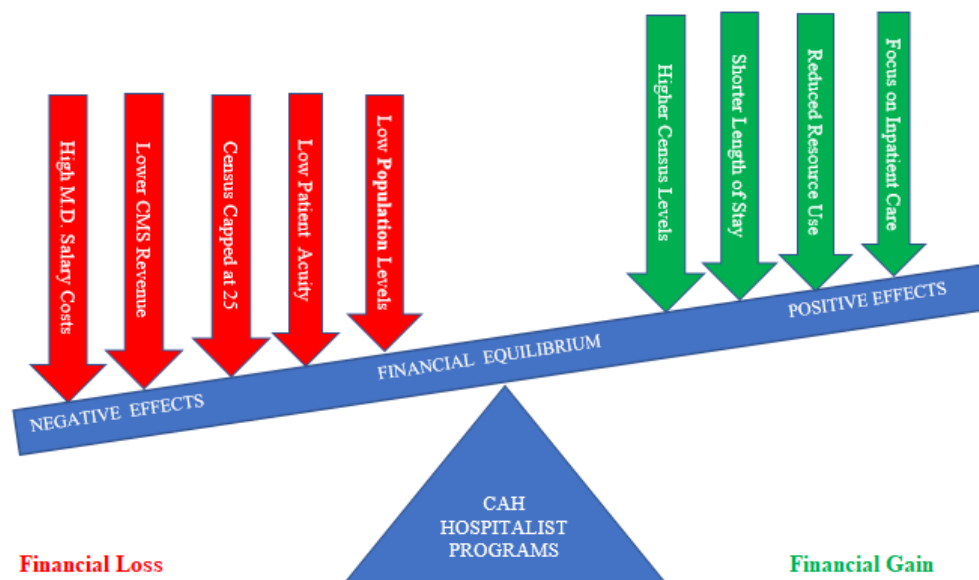 High M.D. Salary Costs
Lower CMS Revenue
Census Capped at 25
Low Patient Acuity
Low Population Levels
Higher Census Levels
Shorter Length of Stay
Reduced Resource Use
Focus on Inpatient Care
NEGATIVE EFFECTS
FINANCIAL EQUILIBRIUM
POSITIVE EFFECTS
CAH
HOSPITALIST
PROGRAMS
Financial Loss
Financial Gain